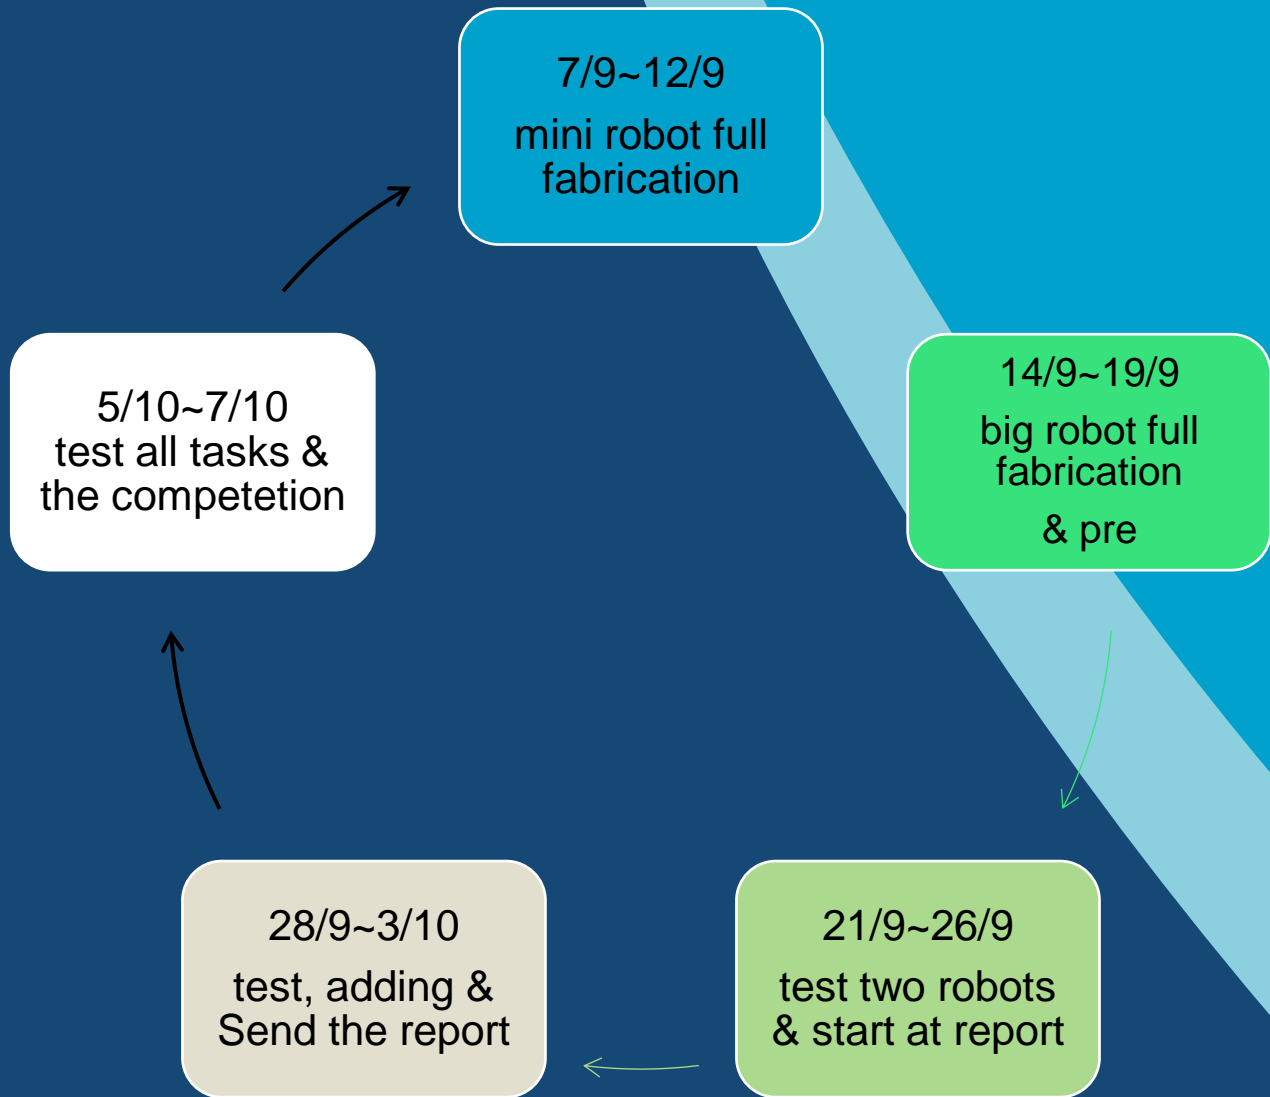 7/9~12/9
mini robot full
fabrication
14/9~19/9
big robot full
fabrication
& pre
21/9~26/9
test two robots
& start at report
28/9~3/10
test, adding &
Send the report
5/10~7/10
test all tasks &
the competetion